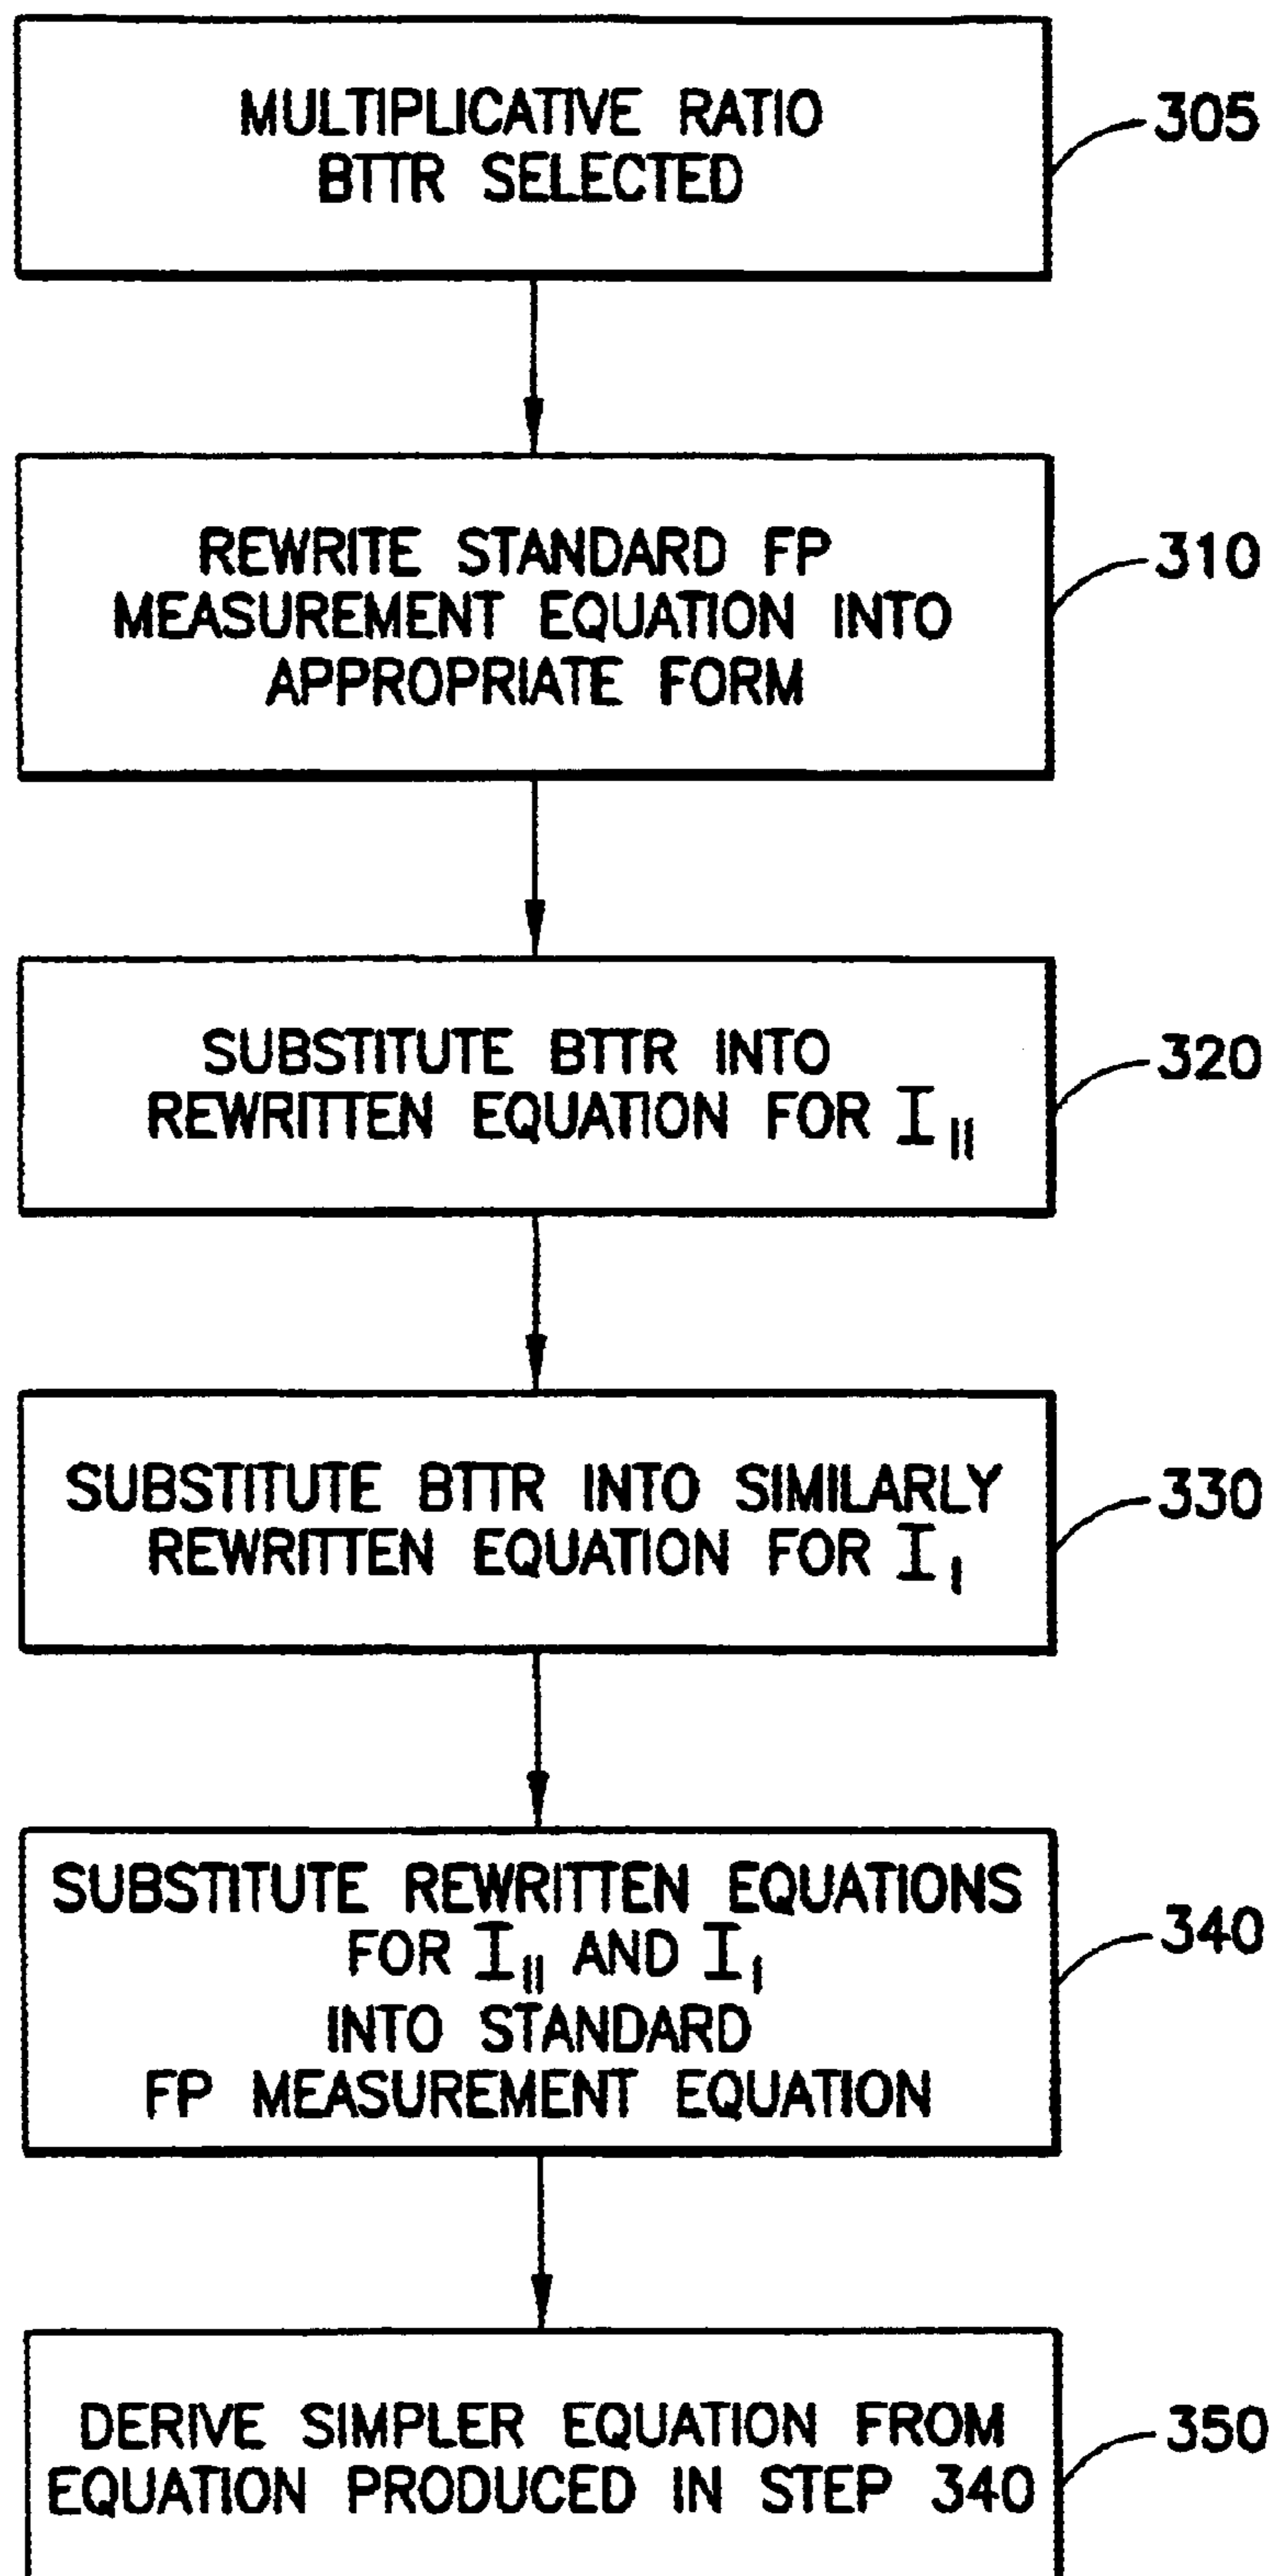 MULTIPLICATIVE RATIO
BTTR SELECTED
305
REWRITE STANDARD FP
MEASUREMENT EQUATION INTO
APPROPRIATE FORM
310
SUBSTITUTE BTTR INTO
REWRITTEN EQUATION FOR I||
320
SUBSTITUTE BTTR INTO SIMILARLY
REWRITTEN EQUATION FOR I|
330
SUBSTITUTE REWRITTEN EQUATIONS
FOR I|| AND I|
INTO STANDARD
FP MEASUREMENT EQUATION
340
DERIVE SIMPLER EQUATION FROM
EQUATION PRODUCED IN STEP 340
350